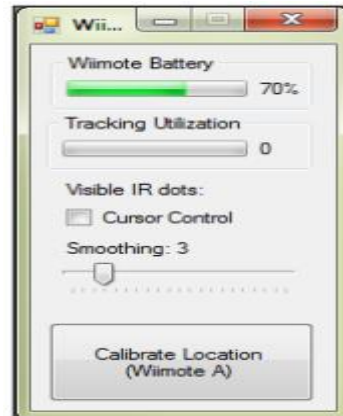 Wii...
Wiimote Battery
70%
Tracking Utilization
0
Visible IR dots:
Cursor Control
Smoothing: 3
Calibrate Location
(Wiimote A)